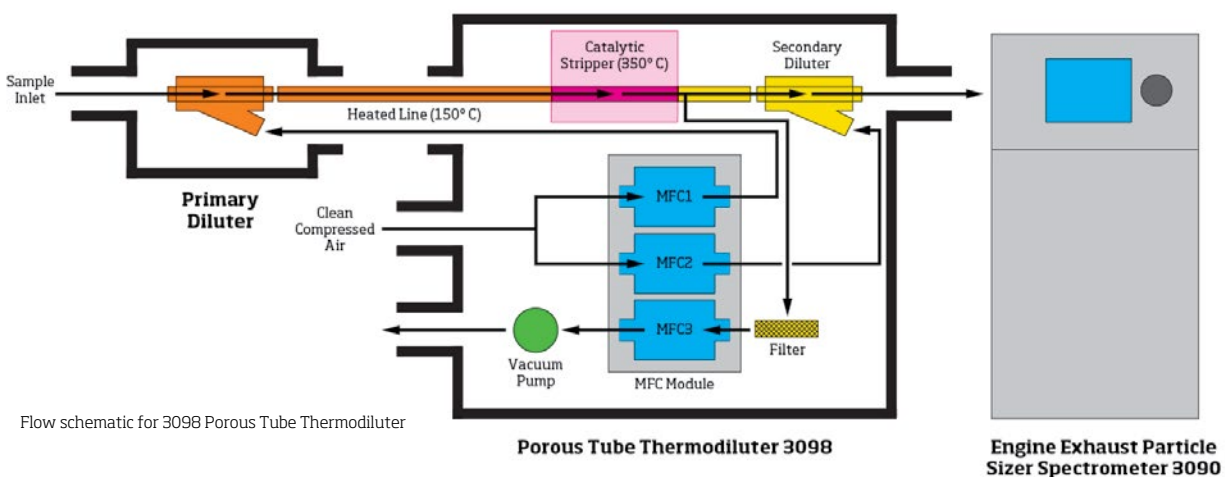 Sample
Inlet
Primary
Diluter
Heated Line (150° C)
Catalytic
Stripper (350° C)
Secondary
Diluter
Clean
Compressed
Air
MFC1
MFC2
MFC3
MFC Module
Filter
Vacuum
Pump
Flow schematic for 3098 Porous Tube Thermodiluter
Porous Tube Thermodiluter 3098
Engine Exhaust Particle
Sizer Spectrometer 3090